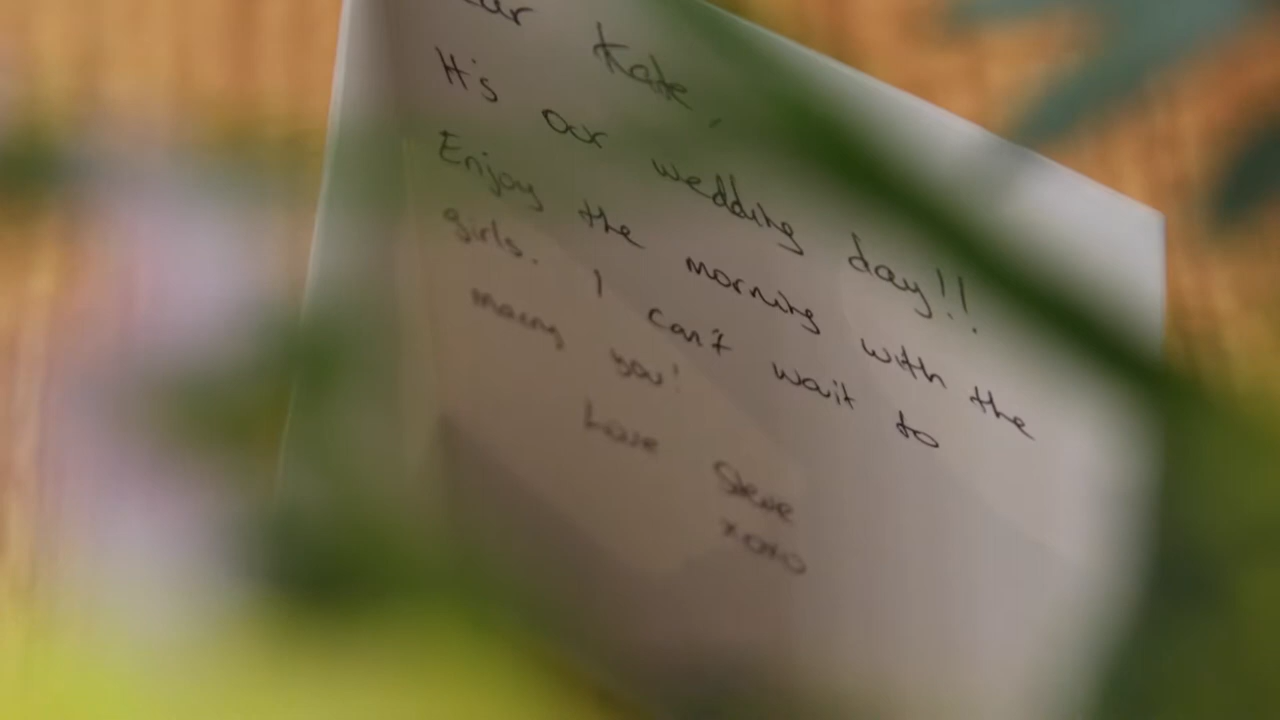 Kate,
It's our wedding day!!
Enjoy the morning with the
girls. I can't wait to
marry you!
Love
Steve
xoxo